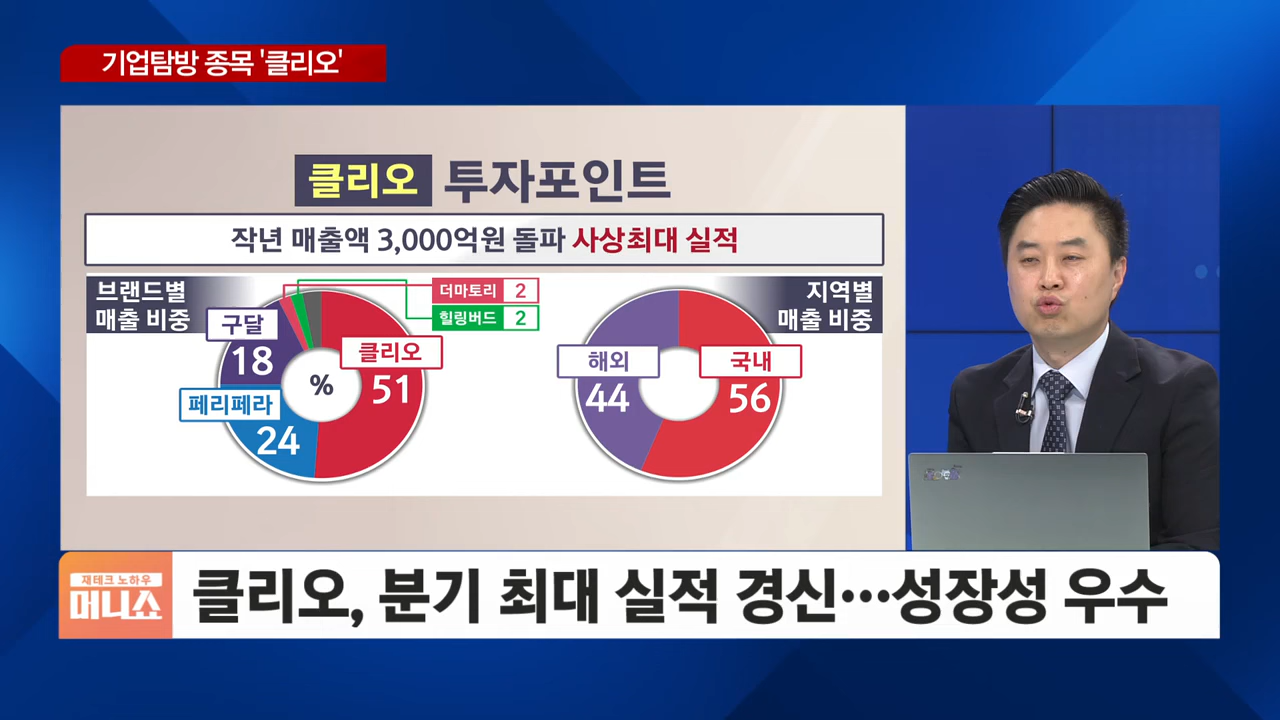 기업탐방 종목 '클리오'
클리오 투자포인트
작년 매출액 3,000억원 돌파 사상최대 실적
브랜드별
매출 비중
더마토리 2
힐링버드 2
구달
18
클리오
51
%
페리페라
24
지역별
매출 비중
해외
44
국내
56
재테크 노하우
머니쇼
클리오, 분기 최대 실적 경신…성장성 우수